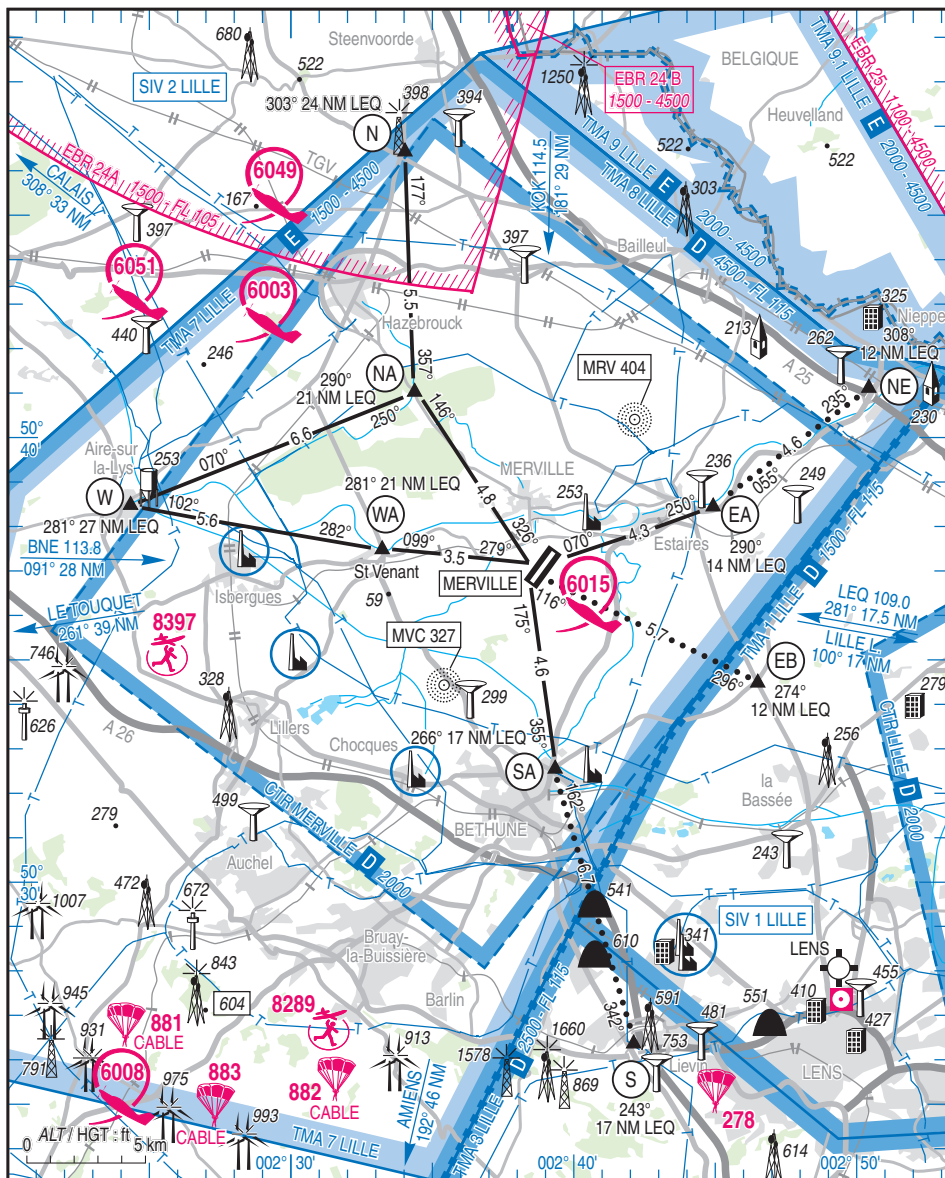 680
Steenvoorde
522
SIV 2 LILLE
303° 24 NM LEQ
398
394
N
1250
EBR 24 B
1500 - 4500
BELGIQUE
TMA 9.1 LILLE E 2000 - 4500
EBR 25 1100 - 4500
Heuvelland
522
522
TMA 9 LILLE E 2000 - 4500
TMA 8 LILLE D 4500 - FL 115
303
EBR 24A 1500 - FL 105
CALAIS
308° 33 NM
TGV
6049
167
E 1500 - 4500
177°
KOK 114.5
181° 29 NM
397
397
Bailleul
6051
6003
440
246
TMA 7 LILLE
5.5
Hazebrouck
357°
325
Nieppe
308°
12 NM LEQ
213
262
A 25
NE
230
235°
MRV 404
NA
290°
21 NM LEQ
250°
146°
50°
40'
Aire-sur
la-Lys
253
070°
6.6
4.8
MERVILLE
253
236
249
4.6
055°
W
281° 27 NM LEQ
102°
5.6
281° 21 NM LEQ
WA
282°
099°
3.5
279°
326°
070°
4.3
250°
EA
290°
14 NM LEQ
Estaires
1500 - FL 115
BNE 113.8
091° 28 NM
St Venant
MERVILLE
6015
116°
Isbergues
59
175°
5.7
TMA 1 LILLE D
LEQ 109.0
281° 17.5 NM
LILLE L
100° 17 NM
LE TOUQUET
261° 39 NM
8397
MVC 327
4.6
296°
EB
274°
12 NM LEQ
746
328
299
279
626
A 26
Lillers
Chocques
266° 17 NM LEQ
355°
SA
256
CTR LILLE D 2000
162°
la
Bassée
499
279
CTR MERVILLE D 2000
BETHUNE
243
Auchel
6.7
50°
30'
1007
472
672
541
SIV 1 LILLE
Bruay-
la-Buissière
610
341
LENS
843
604
455
945
Barlin
591
551
410
881
CABLE
8289
342°
481
427
931
913
1660
753
791
6008
883
CABLE
882
CABLE
1578
D 2500 - FL 115
869
Liévin
LENS
975
AMIENS
192° 46 NM
S
243°
17 NM LEQ
278
993
ALT / HGT : ft
0 5 km
TMA 7 LILLE
TMA 3 LILLE
614
002° 30'
002° 40'
002° 50'